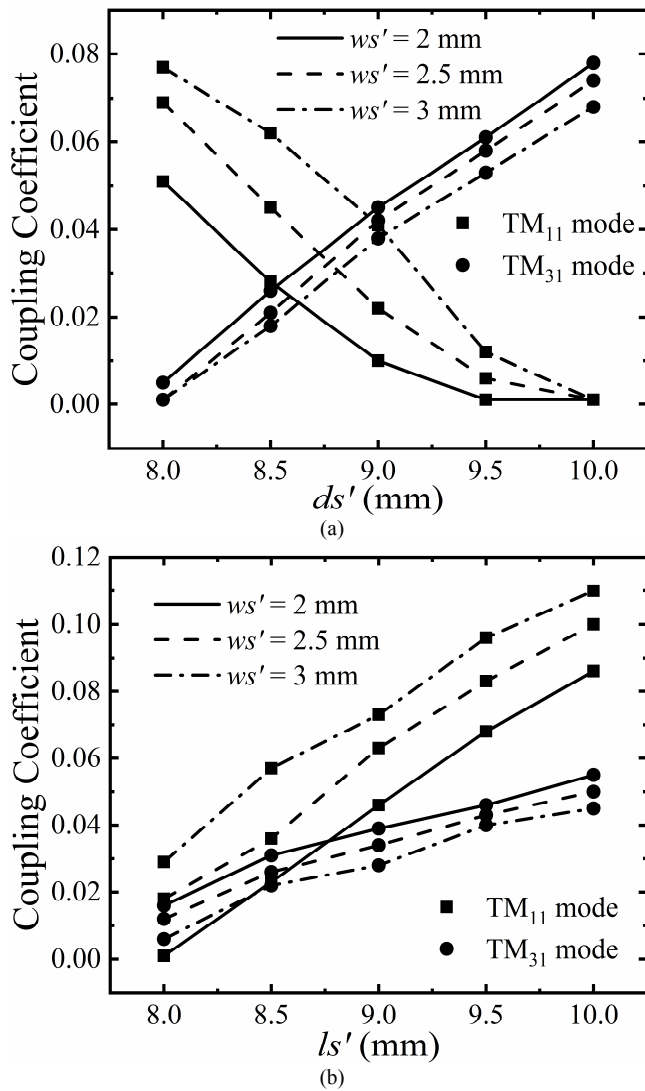 0.08
0.06
0.04
0.02
0.00
Coupling Coefficient
ws' = 2 mm
ws' = 2.5 mm
ws' = 3 mm
TM₁₁ mode
TM₃₁ mode
8.0 8.5 9.0 9.5 10.0
ds' (mm)
(a)
0.12
0.10
0.08
0.06
0.04
0.02
0.00
Coupling Coefficient
ws' = 2 mm
ws' = 2.5 mm
ws' = 3 mm
TM₁₁ mode
TM₃₁ mode
8.0 8.5 9.0 9.5 10.0
ls' (mm)
(b)